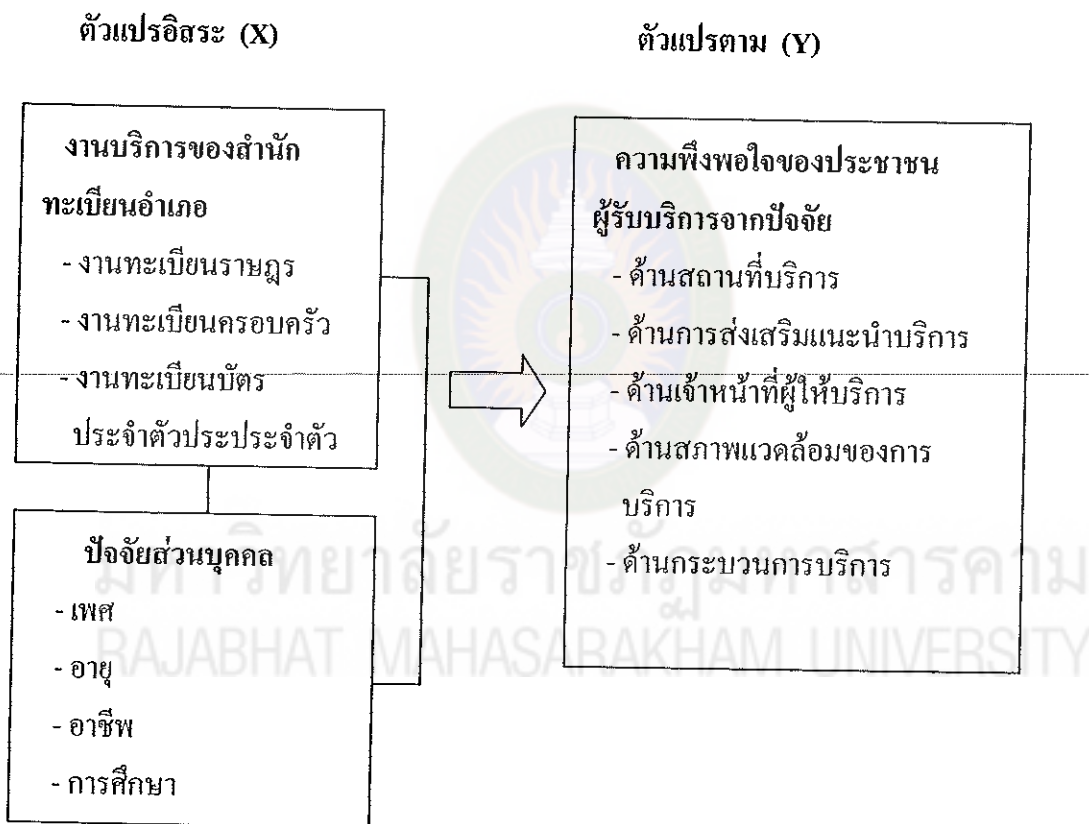 ตัวแปรอิสระ (X)
ตัวแปรตาม (Y)
งานบริการของสำนัก
ทะเบียนอำเภอ
- งานทะเบียนราษฎร
- งานทะเบียนครอบครัว
- งานทะเบียนบัตร
ประจำตัวประประจำตัว
ปัจจัยส่วนบุคคล
- เพศ
- อายุ
- อาชีพ
- การศึกษา
ความพึงพอใจของประชาชน
ผู้รับบริการจากปัจจัย
- ด้านสถานที่บริการ
- ด้านการส่งเสริมแนะนำบริการ
- ด้านเจ้าหน้าที่ผู้ให้บริการ
- ด้านสภาพแวดล้อมของการ
บริการ
- ด้านกระบวนการบริการ
มหาวิทยาลัยราชภัฏมหาสารคาม
RAJABHAT MAHASARAKHAM UNIVERSITY